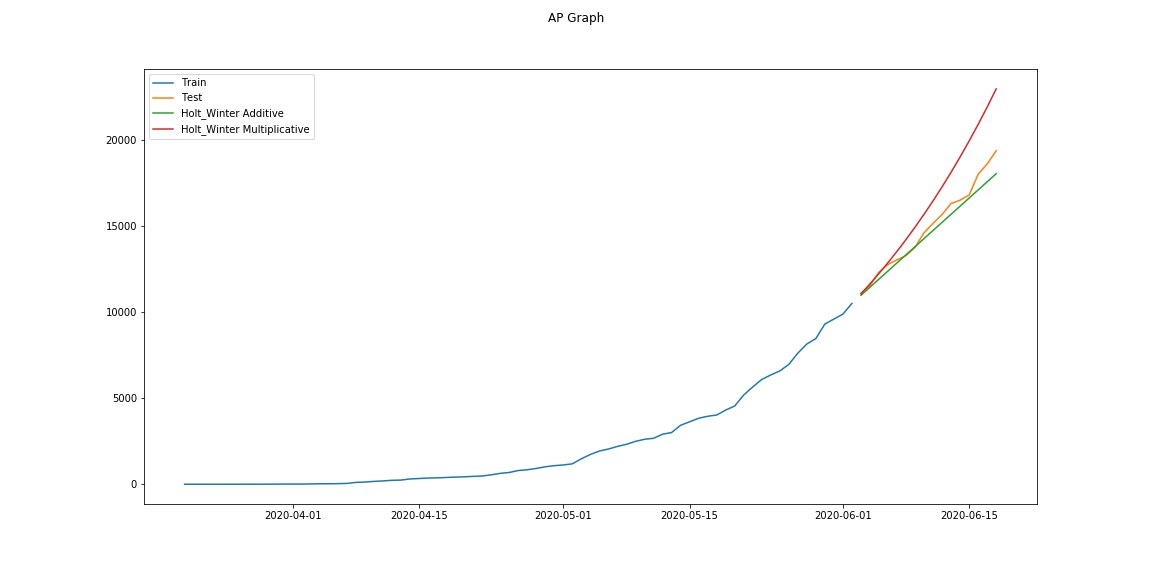 AP Graph
Train
Test
Holt_Winter Additive
Holt_Winter Multiplicative
20000
15000
10000
5000
0
2020-04-01 2020-04-15 2020-05-01 2020-05-15 2020-06-01 2020-06-15